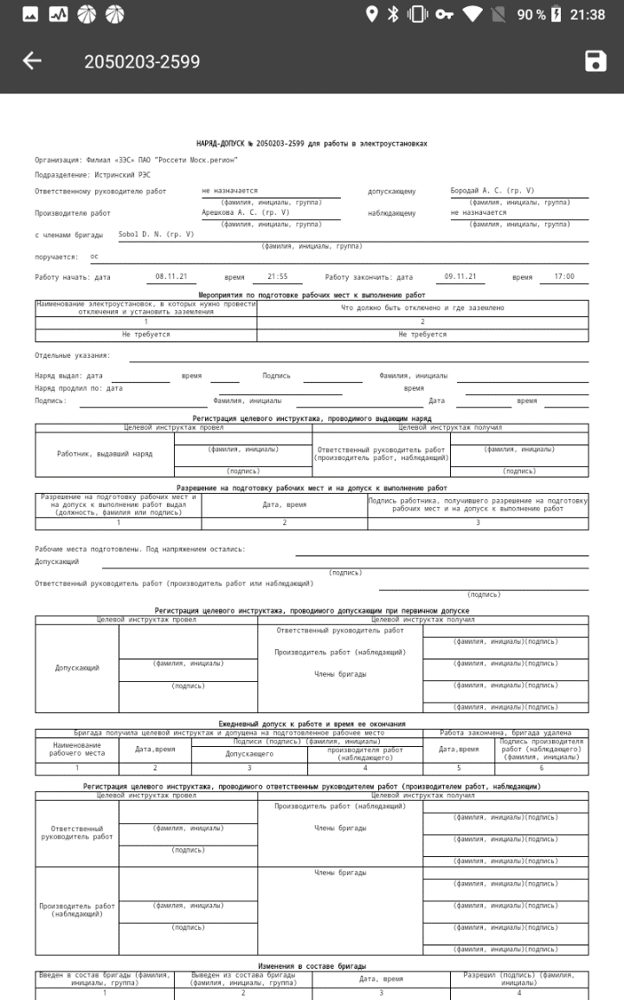 90 % 21:38
2050203-2599
НАРЯД-ДОПУСК № 2050203-2599 для работы в электроустановках
Организация: Филиал «ЗЭС» ПАО "Россети Моск.регион"
Подразделение: Истринский РЭС
Ответственному руководителю работ не назначается допускающему Бородай А. С. (гр. V)
(фамилия, инициалы, группа) (фамилия, инициалы, группа)
Производителю работ Арешкова А. С. (гр. V) наблюдающему не назначается
(фамилия, инициалы, группа) (фамилия, инициалы, группа)
с членами бригады Sobol D. N. (гр. V)
(фамилия, инициалы, группа)
поручается: ос
Работу начать: дата 08.11.21 время 21:55 Работу закончить: дата 09.11.21 время 17:00
Мероприятия по подготовке рабочих мест к выполнению работ
Наименование электроустановок, в которых нужно провести отключения и установить заземления
Что должно быть отключено и где заземлено
1 2
Не требуется Не требуется
Отдельные указания:
Наряд выдал: дата время Подпись Фамилия, инициалы
Наряд продлил по: дата время
Подпись: Фамилия, инициалы Дата время
Регистрация целевого инструктажа, проводимого выдающим наряд
Целевой инструктаж провел Целевой инструктаж получил
Работник, выдавший наряд
(фамилия, инициалы)
(подпись)
Ответственный руководитель работ
(производитель работ, наблюдающий)
(фамилия, инициалы)
(подпись)
Разрешение на подготовку рабочих мест и на допуск к выполнению работ
Разрешение на подготовку рабочих мест и
на допуск к выполнению работ выдал
(должность, фамилия или подпись)
Дата, время
Подпись работника, получившего разрешение на подготовку
рабочих мест и на допуск к выполнению работ
1 2 3
Рабочие места подготовлены. Под напряжением остались:
Допускающий
(подпись)
Ответственный руководитель работ (производитель работ или наблюдающий)
(подпись)
Регистрация целевого инструктажа, проводимого допускающим при первичном допуске
Целевой инструктаж провел Целевой инструктаж получил
Допускающий
(фамилия, инициалы)
(подпись)
Ответственный руководитель работ
(фамилия, инициалы)(подпись)
Производитель работ (наблюдающий)
(фамилия, инициалы)(подпись)
Члены бригады
(фамилия, инициалы)(подпись)
(фамилия, инициалы)(подпись)
Ежедневный допуск к работе и время ее окончания
Бригада получила целевой инструктаж и допущена на подготовленное рабочее место Работа закончена, бригада удалена
Наименование
рабочего места
Дата,время
Подписи (подпись) (фамилия, инициалы)
Допускающего
производителя работ
(наблюдающего)
Дата,время
Подпись производителя
работ (наблюдающего)
(фамилия, инициалы)
1 2 3 4 5 6
Регистрация целевого инструктажа, проводимого ответственным руководителем работ (производителем работ, наблюдающим)
Целевой инструктаж провел Целевой инструктаж получил
Ответственный
руководитель работ
(фамилия, инициалы)
(подпись)
Производитель работ (наблюдающий)
(фамилия, инициалы)(подпись)
Члены бригады
(фамилия, инициалы)(подпись)
(фамилия, инициалы)(подпись)
Производитель работ
(наблюдающий)
(фамилия, инициалы)
(подпись)
Члены бригады
(фамилия, инициалы)(подпись)
(фамилия, инициалы)(подпись)
(фамилия, инициалы)(подпись)
(фамилия, инициалы)(подпись)
Изменения в составе бригады
Введен в состав бригады (фамилия,
инициалы, группа)
Выведен из состава бригады
(фамилия, инициалы, группа)
Дата, время
Разрешил (подпись) (фамилия,
инициалы)
1 2 3 4